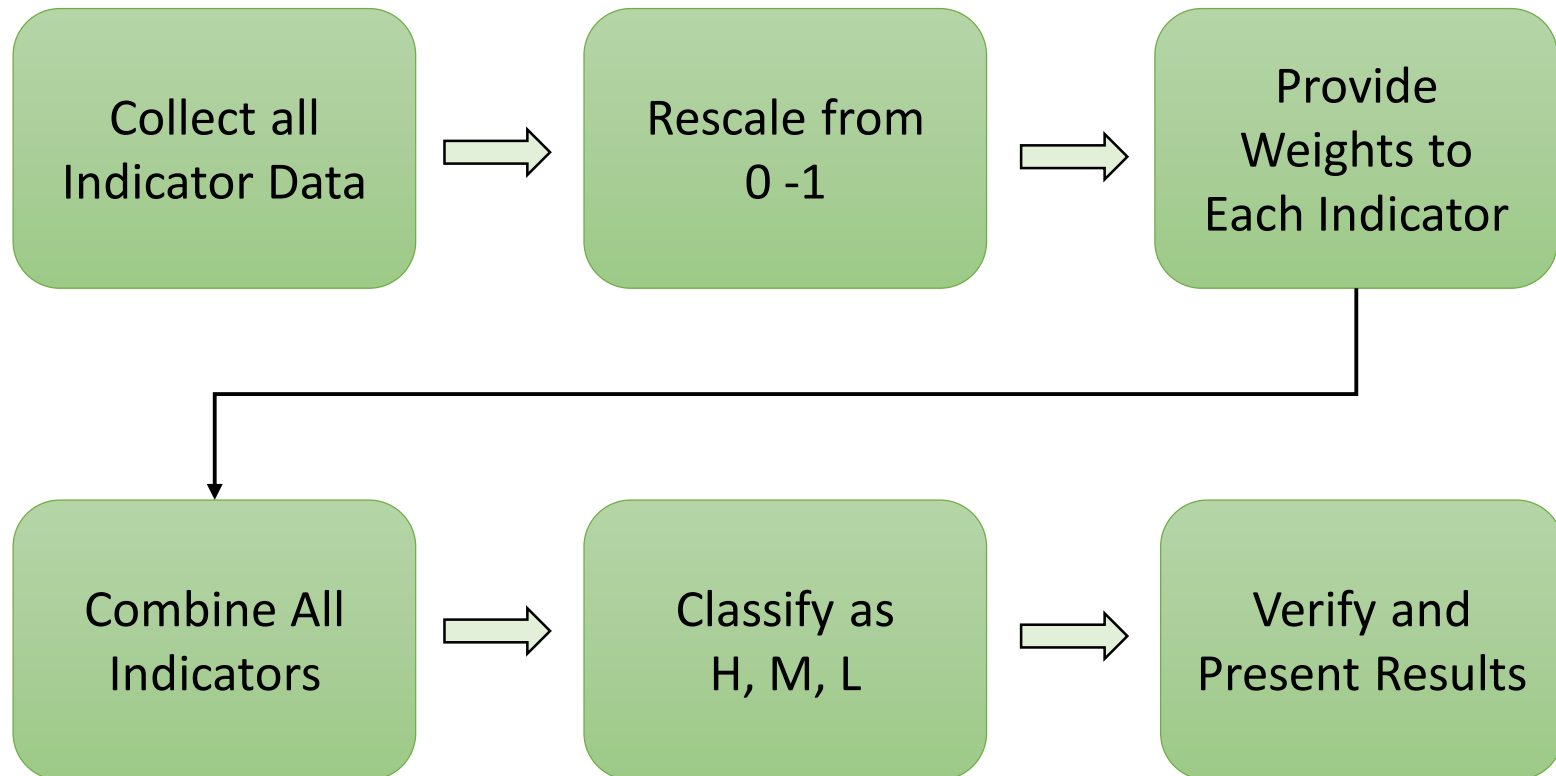 Collect all
Indicator Data
Rescale from
0 -1
Provide
Weights to
Each Indicator
Combine All
Indicators
Classify as
H, M, L
Verify and
Present Results